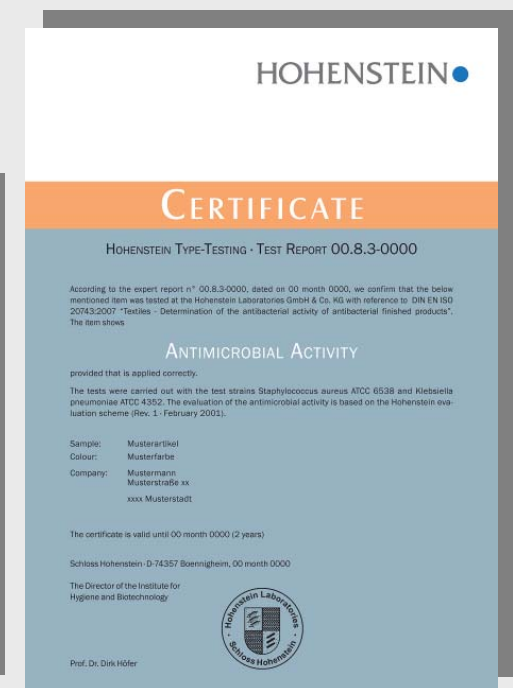 HOHENSTEIN
CERTIFICATE
HOHENSTEIN TYPE-TESTING · TEST REPORT 00.8.3-0000
According to the expert report n° 00.8.3-0000, dated on 00 month 0000, we confirm that the below
mentioned item was tested at the Hohenstein Laboratories GmbH & Co. KG with reference to DIN EN ISO
20743:2007 "Textiles - Determination of the antibacterial activity of antibacterial finished products".
The item shows
ANTIMICROBIAL ACTIVITY
provided that is applied correctly.
The tests were carried out with the test strains Staphylococcus aureus ATCC 6538 and Klebsiella
pneumoniae ATCC 4352. The evaluation of the antimicrobial activity is based on the Hohenstein eva-
luation scheme (Rev. 1 - February 2001).
Sample: Musterartikel
Colour: Musterfarbe
Company: Mustermann
Musterstraße xx
xxxx Musterstadt
The certificate is valid until 00 month 0000 (2 years)
Schloss Hohenstein · D-74357 Boennigheim, 00 month 0000
The Director of the Institute for
Hygiene and Biotechnology
Hohenstein Laboratories
Schloss Hohenstein
Prof. Dr. Dirk Höfer